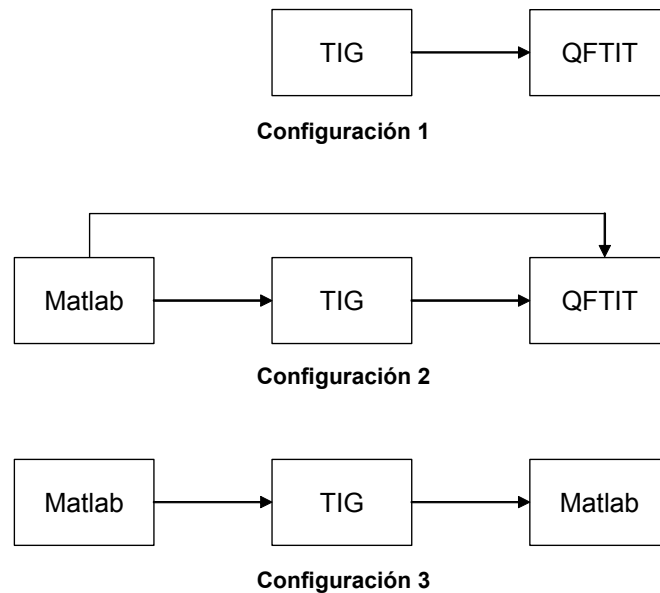 TIG QFTIT
Configuración 1
Matlab TIG QFTIT
Configuración 2
Matlab TIG Matlab
Configuración 3